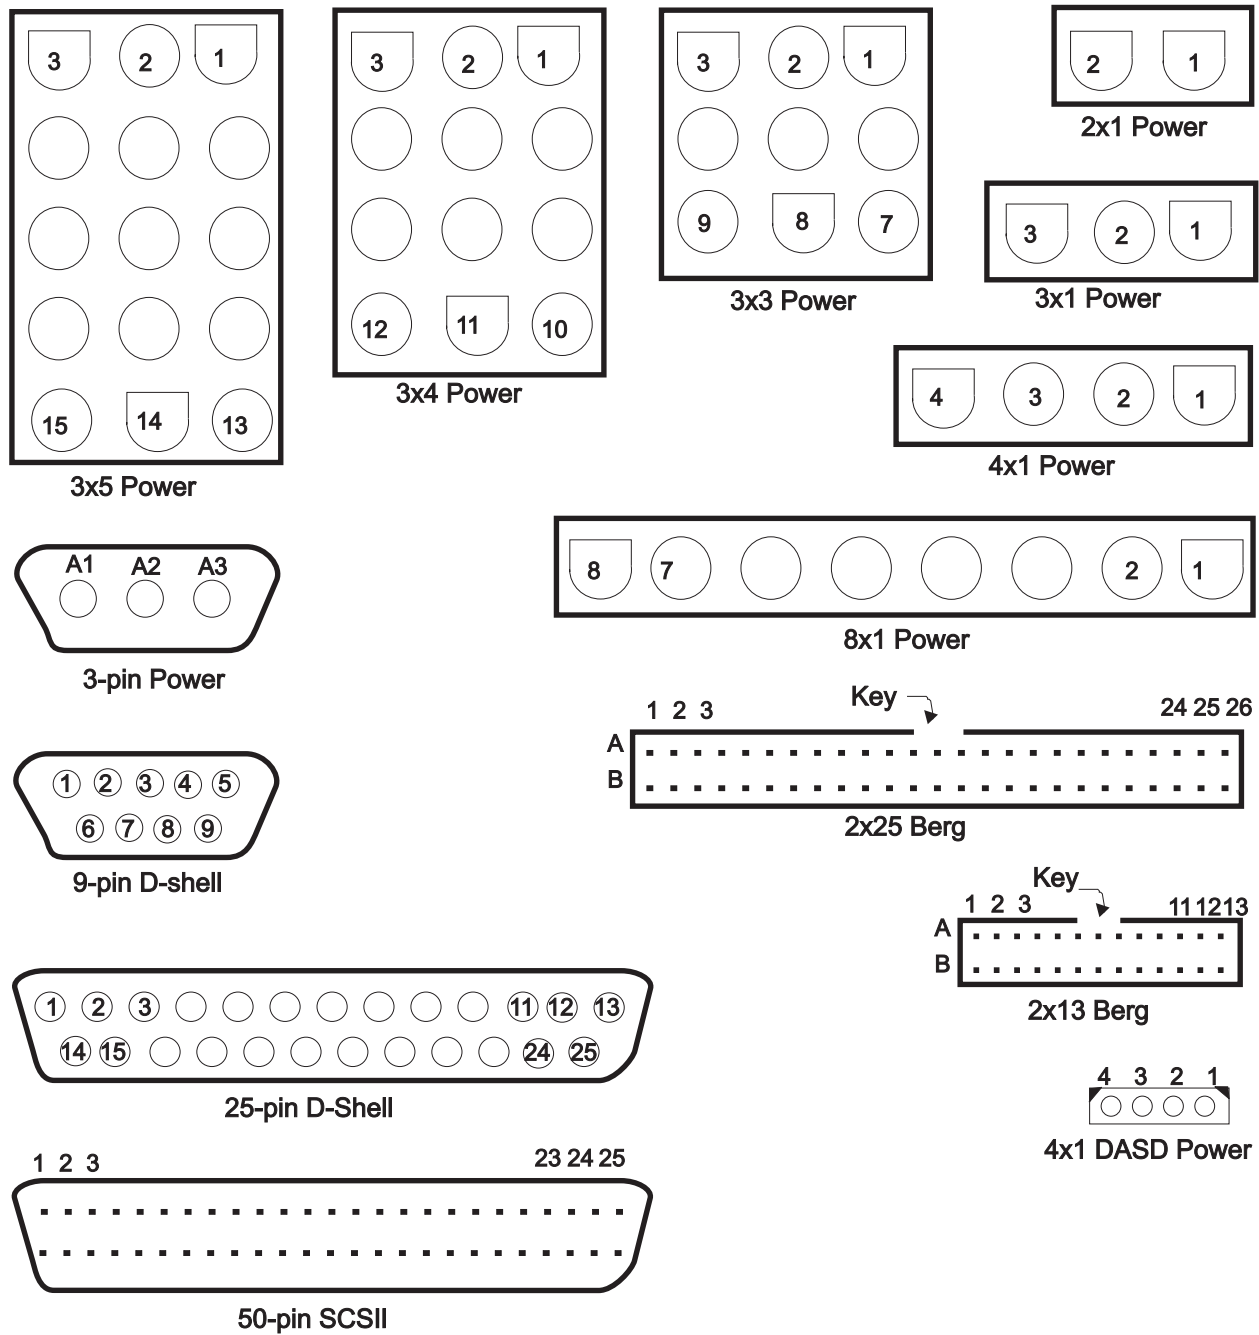 3 2 1
15 14 13
3x5 Power
3 2 1
12 11 10
3x4 Power
3 2 1
9 8 7
3x3 Power
2 1
2x1 Power
3 2 1
3x1 Power
4 3 2 1
4x1 Power
8 7 2 1
8x1 Power
A1 A2 A3
3-pin Power
Key
1 2 3 24 25 26
A
B
2x25 Berg
1 2 3 4 5
6 7 8 9
9-pin D-shell
Key
1 2 3 11 12 13
A
B
2x13 Berg
1 2 3 11 12 13
14 15 24 25
25-pin D-Shell
4 3 2 1
4x1 DASD Power
1 2 3 23 24 25
50-pin SCSII